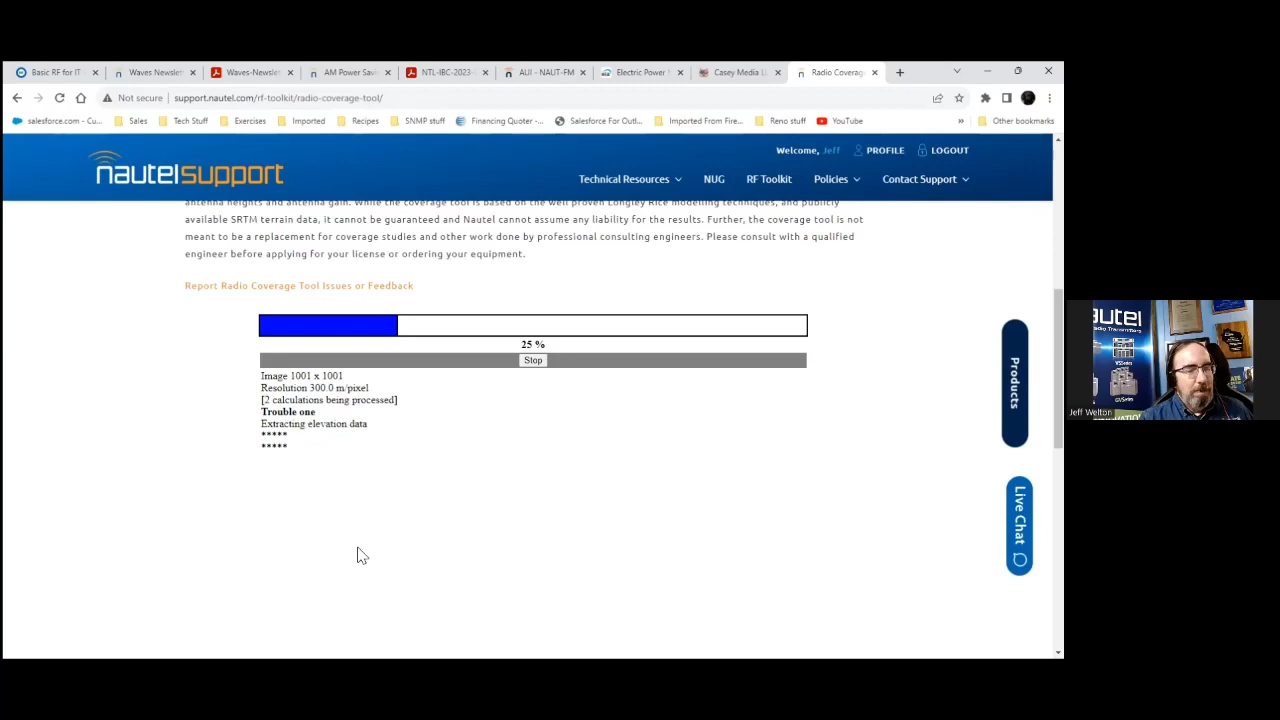 Basic RF for IT
Waves Newslet
Waves-Newslet
AM Power Savi
NTL-IBC-2023-
AUI - NAUT-FM
Electric Power M
Casey Media L
Radio Coverag
Not secure
support.nautel.com/rf-toolkit/radio-coverage-tool/
salesforce.com - Cu...
Sales
Tech Stuff
Exercises
Imported
Recipes
SNMP stuff
Financing Quoter -...
Salesforce For Outl...
Imported From Fire...
Reno stuff
YouTube
»
Other bookmarks
nautelsupport
Welcome, Jeff
PROFILE
LOGOUT
Technical Resources
NUG
RF Toolkit
Policies
Contact Support
antenna heights and antenna gain. While the coverage tool is based on the well proven Longley Rice modelling techniques, and publicly
available SRTM terrain data, it cannot be guaranteed and Nautel cannot assume any liability for the results. Further, the coverage tool is not
meant to be a replacement for coverage studies and other work done by professional consulting engineers. Please consult with a qualified
engineer before applying for your license or ordering your equipment.
Report Radio Coverage Tool Issues or Feedback
25 %
Stop
Image 1001 x 1001
Resolution 300.0 m/pixel
[2 calculations being processed]
Trouble one
Extracting elevation data
*****
*****
Products
Live Chat
autel
adio Transmitters
Jeff Welton